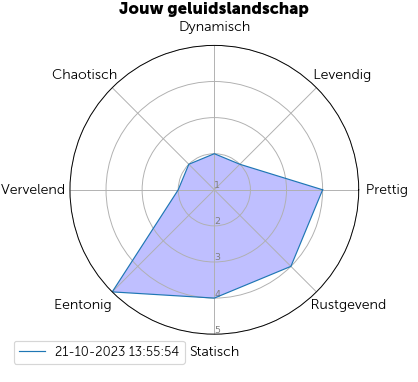 Jouw geluidslandschap
Dynamisch
Chaotisch
Levendig
Vervelend
Prettig
1
2
3
4
5
Eentonig
Rustgevend
Statisch
21-10-2023 13:55:54